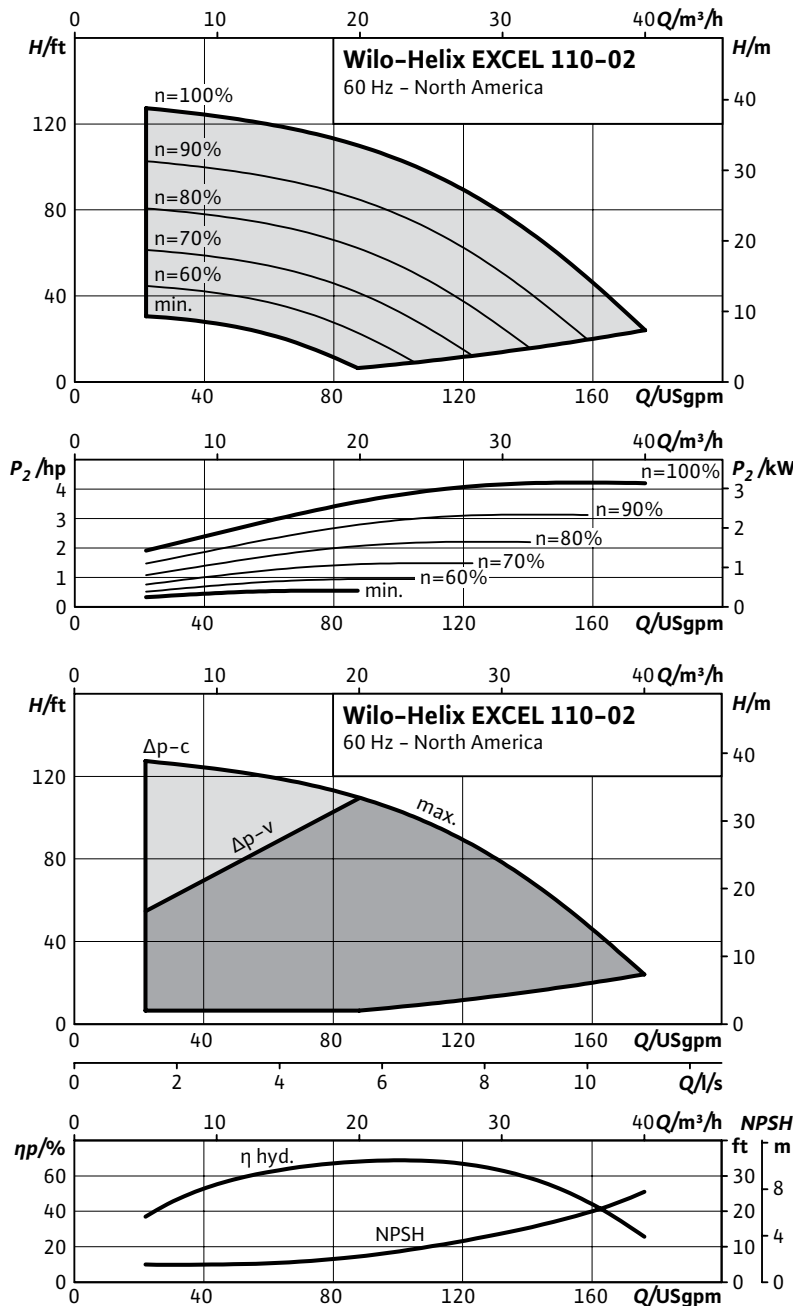 0 10 20 30 40 Q/m³/h
H/ft
H/m
Wilo-Helix EXCEL 110-02
60 Hz - North America
n=100%
n=90%
n=80%
n=70%
n=60%
min.
120
80
40
0
40
30
20
10
0
40 80 120 160 Q/USgpm
0 10 20 30 40 Q/m³/h
P2 /hp
P2 /kW
4
3
2
1
0
3
2
1
0
n=100%
n=90%
n=80%
n=70%
n=60%
min.
40 80 120 160 Q/USgpm
0 10 20 30 40 Q/m³/h
H/ft
H/m
Wilo-Helix EXCEL 110-02
60 Hz - North America
Δp-c
Δp-v
max.
120
80
40
0
40
30
20
10
0
0 40 80 120 160 Q/USgpm
0 2 4 6 8 10 Q/l/s
0 10 20 30 40 Q/m³/h
NPSH
ηp/%
ft m
η hyd.
NPSH
60
40
20
0
30
20
10
0
8
4
0
40 80 120 160 Q/USgpm